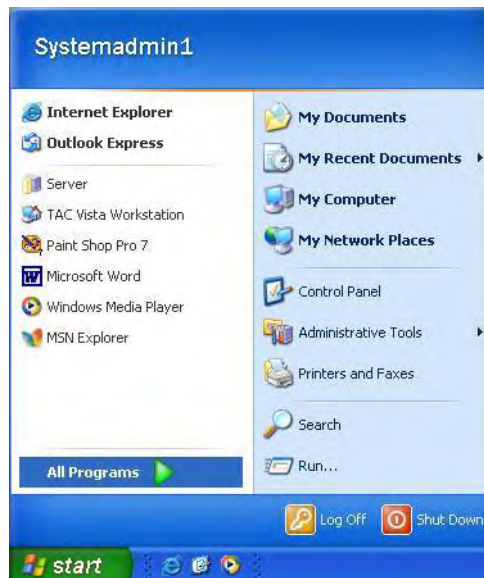 Systemadmin1
Internet Explorer
Outlook Express
Server
TAC Vista Workstation
Paint Shop Pro 7
Microsoft Word
Windows Media Player
MSN Explorer
All Programs
My Documents
My Recent Documents
My Computer
My Network Places
Control Panel
Administrative Tools
Printers and Faxes
Search
Run...
Log Off
Shut Down
start